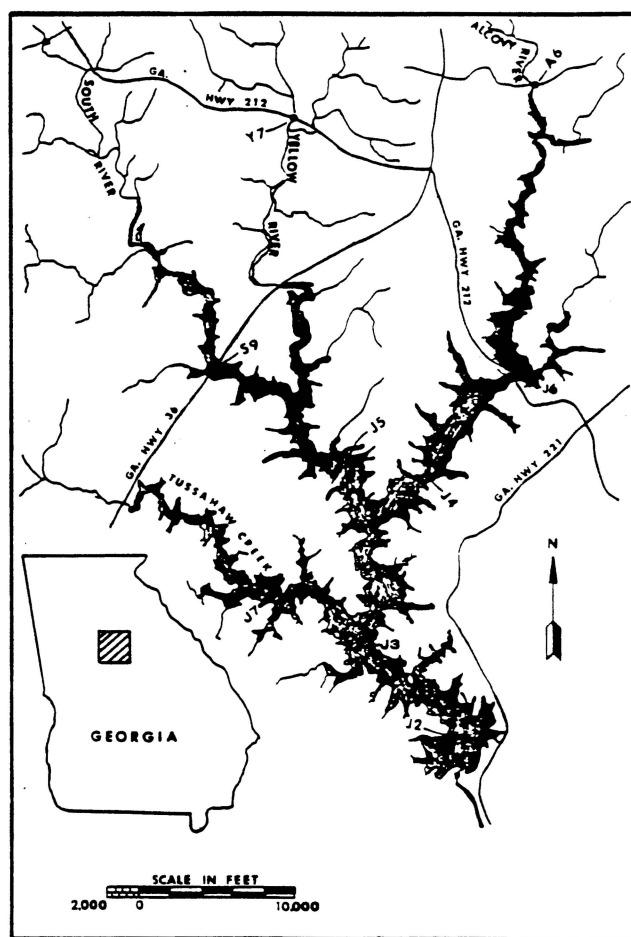 ALCOVY
RIVER
A6
GA.
HWY 212
SOUTH
RIVER
Y7
YELLOW
RIVER
GA. HWY 212
S9
J6
GA. HWY 36
J5
GA. HWY 221
J4
TUSSAHAW CREEK
N
J7
J3
J2
GEORGIA
SCALE IN FEET
2,000 0 10,000